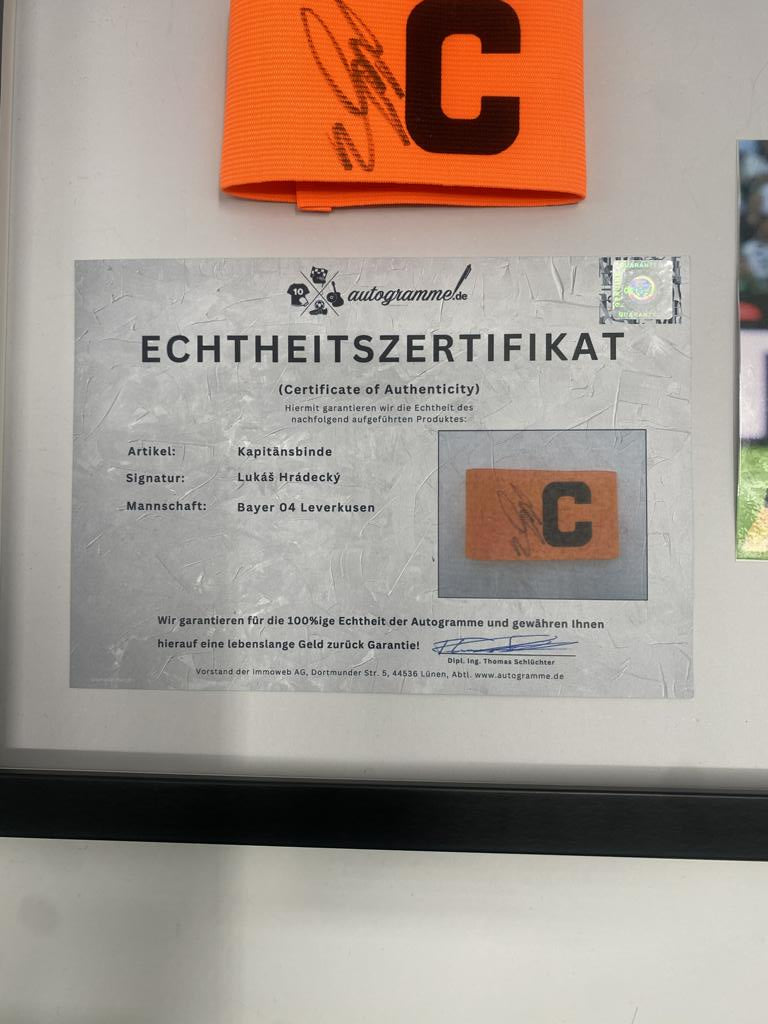 C
10
autogramme.de
GUARANTY
GUARANTY
ECHTHEITSZERTIFIKAT
(Certificate of Authenticity)
Hiermit garantieren wir die Echtheit des
nachfolgend aufgeführten Produktes:
Artikel: Kapitänsbinde
Signatur: Lukáš Hrádecký
Mannschaft: Bayer 04 Leverkusen
C
Wir garantieren für die 100%ige Echtheit der Autogramme und gewähren Ihnen
hierauf eine lebenslange Geld zurück Garantie!
Dipl. Ing. Thomas Schlüchter
Vorstand der immoweb AG, Dortmunder Str. 5, 44536 Lünen, Abtl. www.autogramme.de